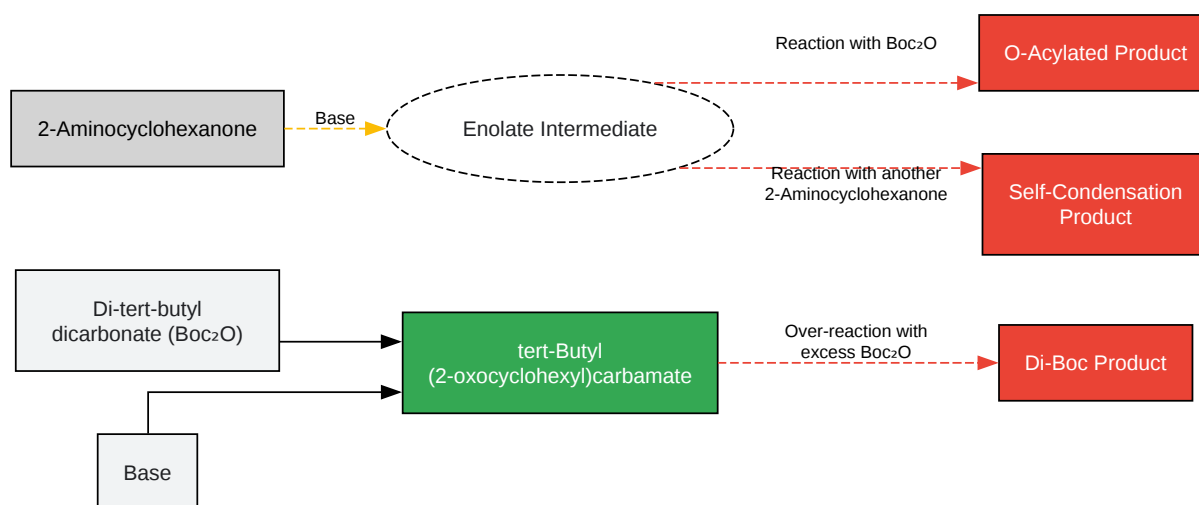 Reaction with Boc₂O
O-Acylated Product
2-Aminocyclohexanone
Base
Enolate Intermediate
Reaction with another
2-Aminocyclohexanone
Self-Condensation
Product
Di-tert-butyl
dicarbonate (Boc₂O)
tert-Butyl
(2-oxocyclohexyl)carbamate
Over-reaction with
excess Boc₂O
Di-Boc Product
Base